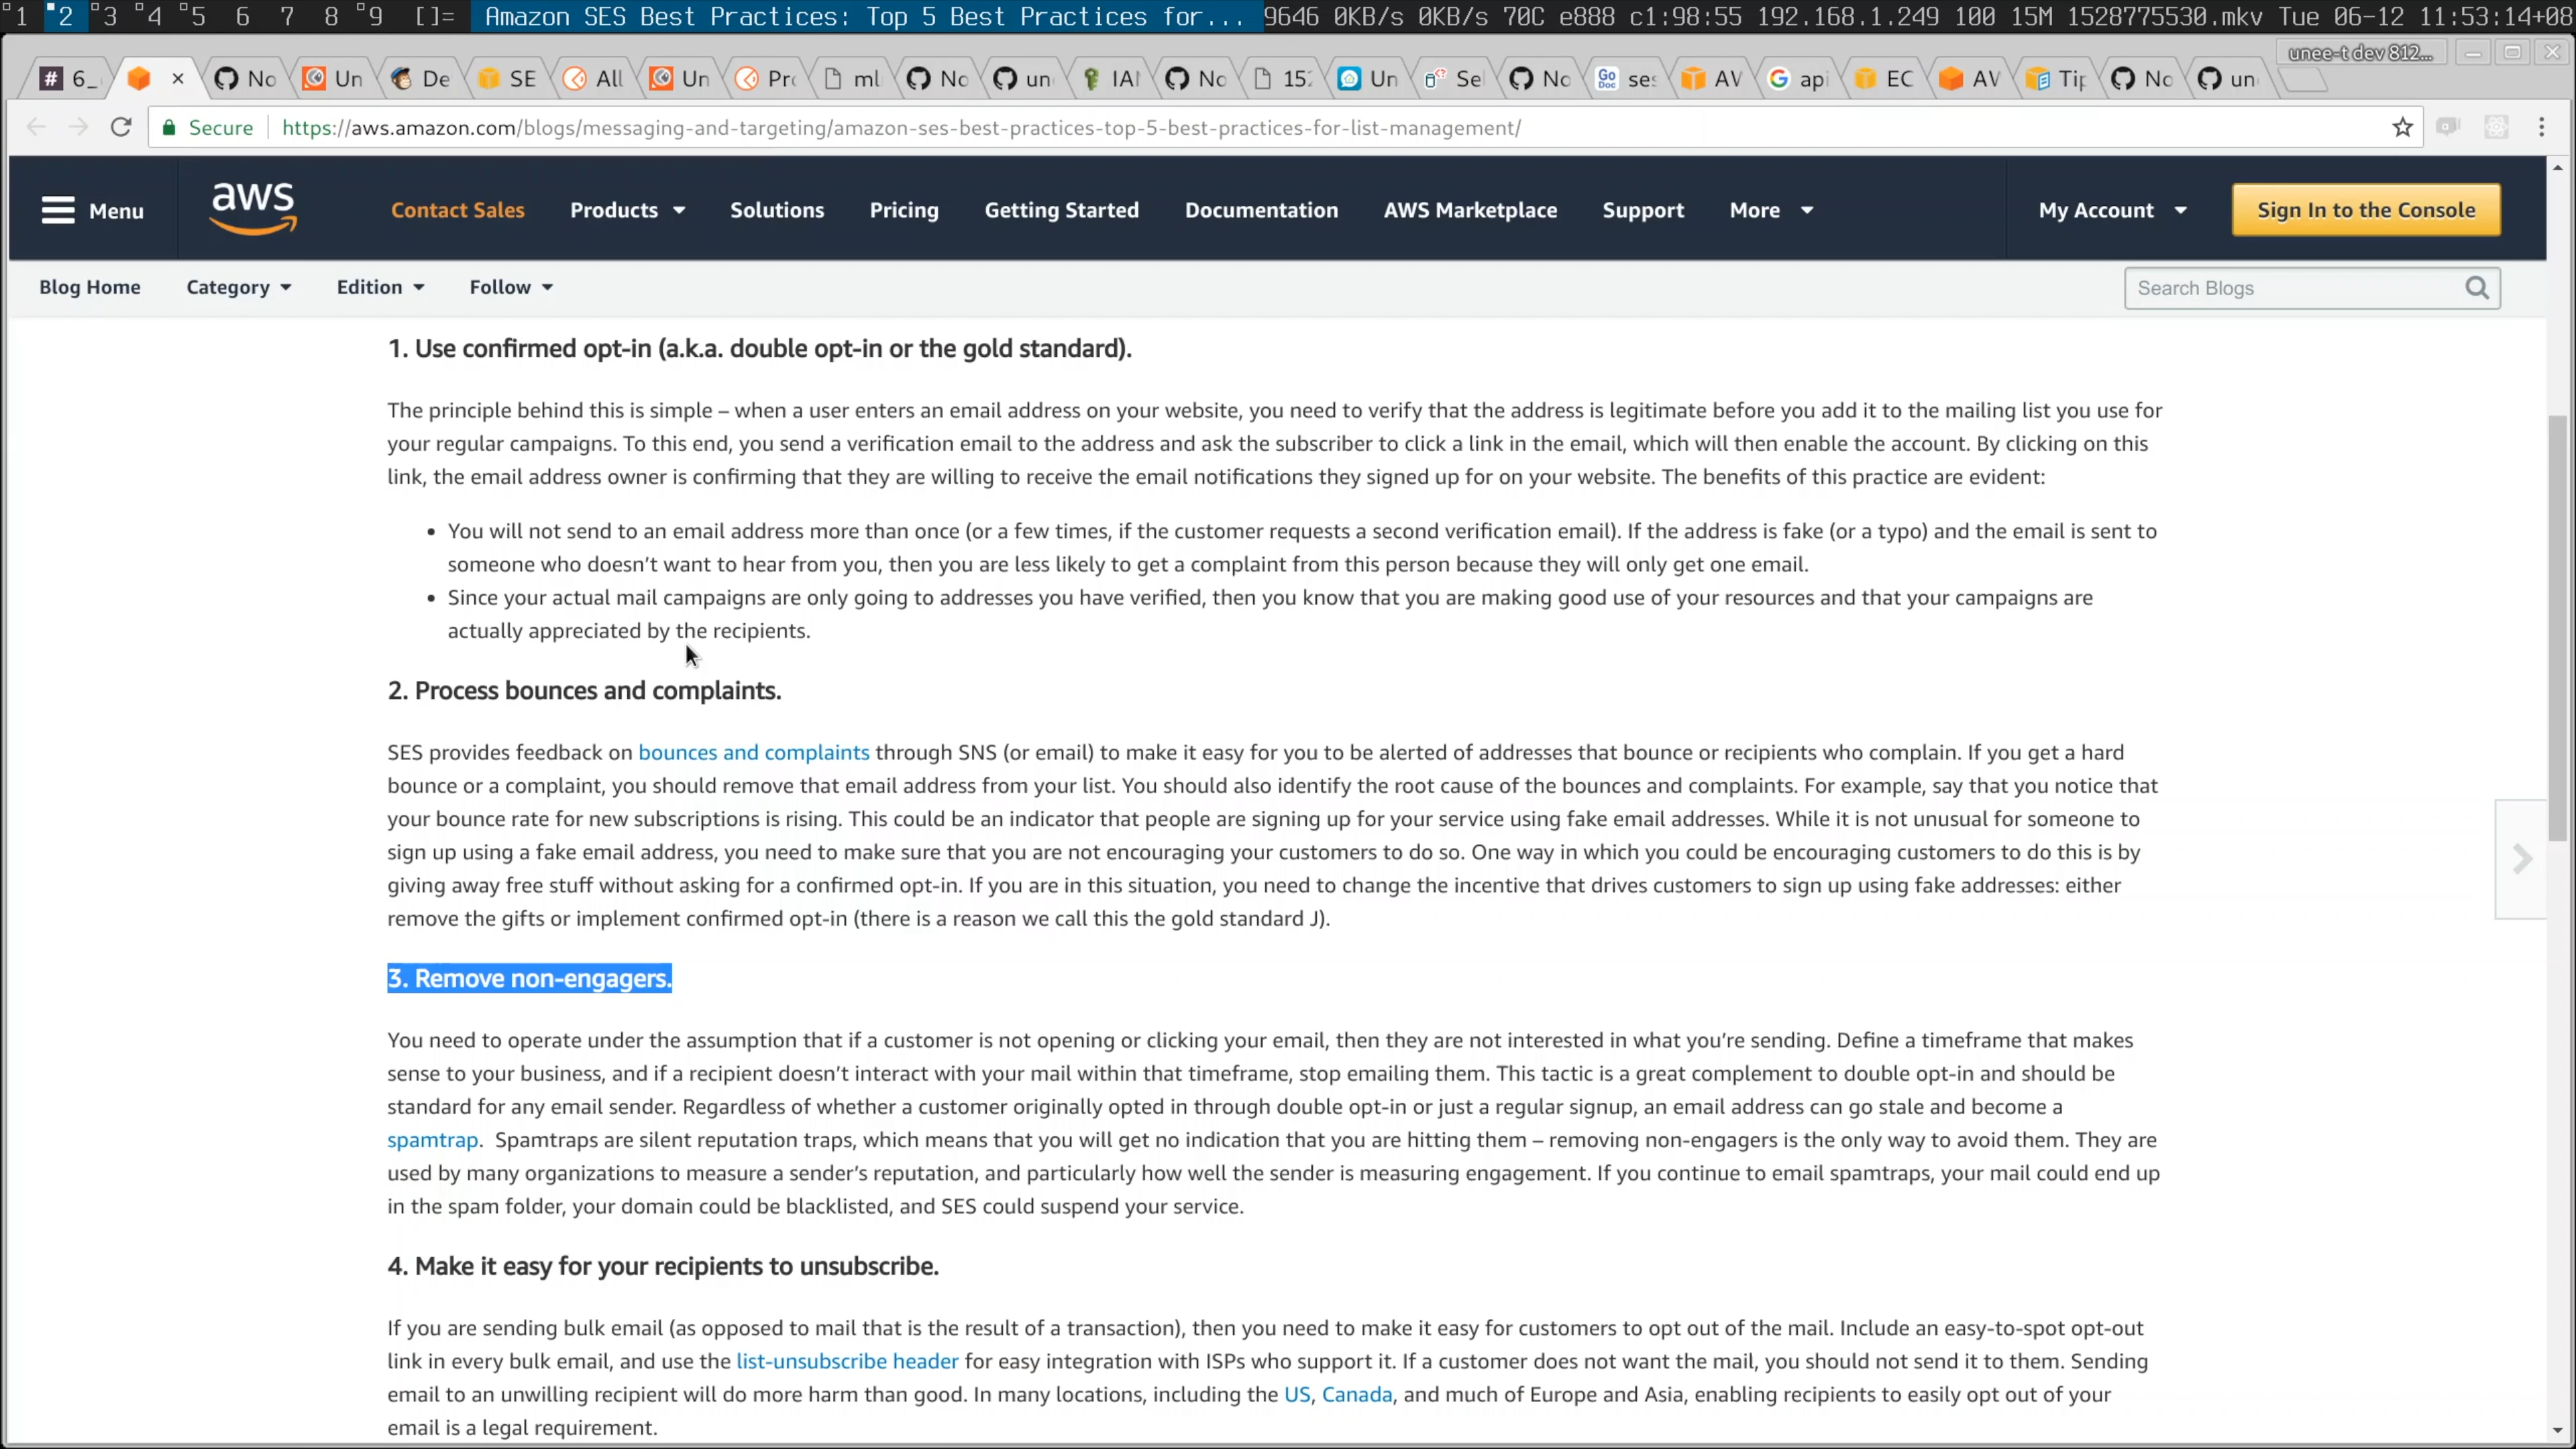 1 2 3 4 5 6 7 8 9 []= Amazon SES Best Practices: Top 5 Best Practices for... 9646 0KB/s 0KB/s 70C e888 c1:98:55 192.168.1.249 100 15M 1528775530.mkv Tue 06-12 11:53:14+08
unee-t dev 812...
# 6_ No Un De SE All Un Pro ml No un IAM No 152 Un Sel No ses AV api EC AV Tip No un
Secure https://aws.amazon.com/blogs/messaging-and-targeting/amazon-ses-best-practices-top-5-best-practices-for-list-management/
Menu aws Contact Sales Products Solutions Pricing Getting Started Documentation AWS Marketplace Support More My Account Sign In to the Console
Blog Home Category Edition Follow Search Blogs
1. Use confirmed opt-in (a.k.a. double opt-in or the gold standard).
The principle behind this is simple – when a user enters an email address on your website, you need to verify that the address is legitimate before you add it to the mailing list you use for
your regular campaigns. To this end, you send a verification email to the address and ask the subscriber to click a link in the email, which will then enable the account. By clicking on this
link, the email address owner is confirming that they are willing to receive the email notifications they signed up for on your website. The benefits of this practice are evident:
• You will not send to an email address more than once (or a few times, if the customer requests a second verification email). If the address is fake (or a typo) and the email is sent to
someone who doesn't want to hear from you, then you are less likely to get a complaint from this person because they will only get one email.
• Since your actual mail campaigns are only going to addresses you have verified, then you know that you are making good use of your resources and that your campaigns are
actually appreciated by the recipients.
2. Process bounces and complaints.
SES provides feedback on bounces and complaints through SNS (or email) to make it easy for you to be alerted of addresses that bounce or recipients who complain. If you get a hard
bounce or a complaint, you should remove that email address from your list. You should also identify the root cause of the bounces and complaints. For example, say that you notice that
your bounce rate for new subscriptions is rising. This could be an indicator that people are signing up for your service using fake email addresses. While it is not unusual for someone to
sign up using a fake email address, you need to make sure that you are not encouraging your customers to do so. One way in which you could be encouraging customers to do this is by
giving away free stuff without asking for a confirmed opt-in. If you are in this situation, you need to change the incentive that drives customers to sign up using fake addresses: either
remove the gifts or implement confirmed opt-in (there is a reason we call this the gold standard J).
3. Remove non-engagers.
You need to operate under the assumption that if a customer is not opening or clicking your email, then they are not interested in what you're sending. Define a timeframe that makes
sense to your business, and if a recipient doesn't interact with your mail within that timeframe, stop emailing them. This tactic is a great complement to double opt-in and should be
standard for any email sender. Regardless of whether a customer originally opted in through double opt-in or just a regular signup, an email address can go stale and become a
spamtrap. Spamtraps are silent reputation traps, which means that you will get no indication that you are hitting them – removing non-engagers is the only way to avoid them. They are
used by many organizations to measure a sender's reputation, and particularly how well the sender is measuring engagement. If you continue to email spamtraps, your mail could end up
in the spam folder, your domain could be blacklisted, and SES could suspend your service.
4. Make it easy for your recipients to unsubscribe.
If you are sending bulk email (as opposed to mail that is the result of a transaction), then you need to make it easy for customers to opt out of the mail. Include an easy-to-spot opt-out
link in every bulk email, and use the list-unsubscribe header for easy integration with ISPs who support it. If a customer does not want the mail, you should not send it to them. Sending
email to an unwilling recipient will do more harm than good. In many locations, including the US, Canada, and much of Europe and Asia, enabling recipients to easily opt out of your
email is a legal requirement.